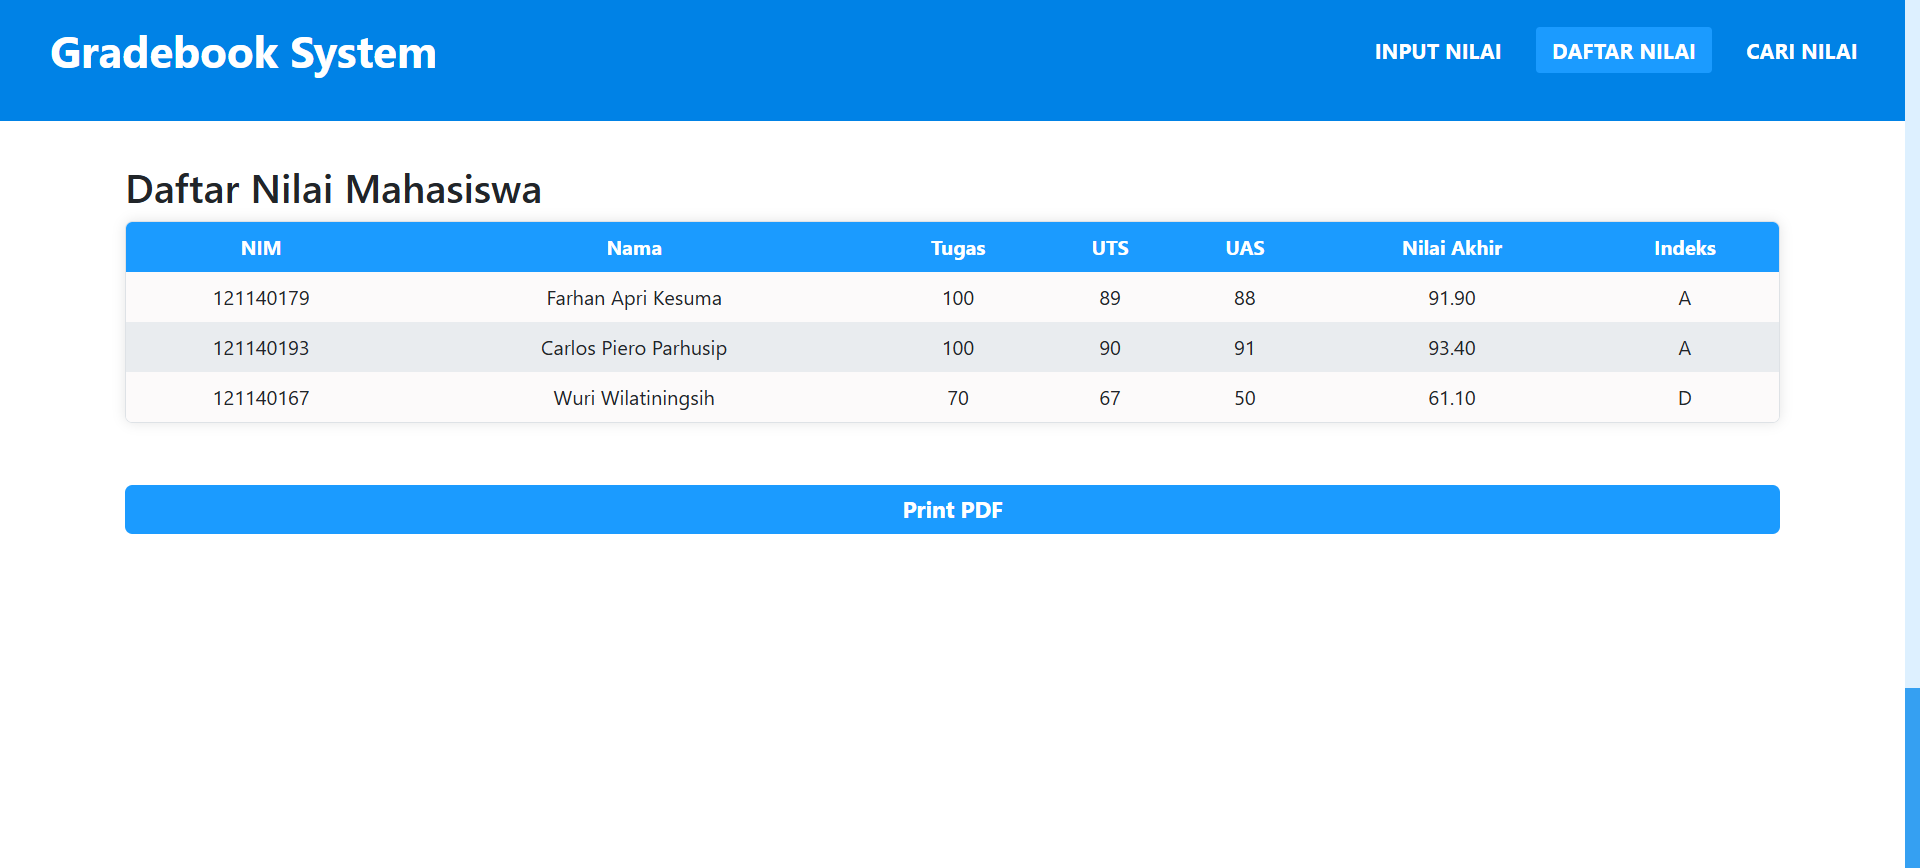 Gradebook System INPUT NILAI DAFTAR NILAI CARI NILAI
Daftar Nilai Mahasiswa
NIM Nama Tugas UTS UAS Nilai Akhir Indeks
121140179 Farhan Apri Kesuma 100 89 88 91.90 A
121140193 Carlos Piero Parhusip 100 90 91 93.40 A
121140167 Wuri Wilatiningsih 70 67 50 61.10 D
Print PDF